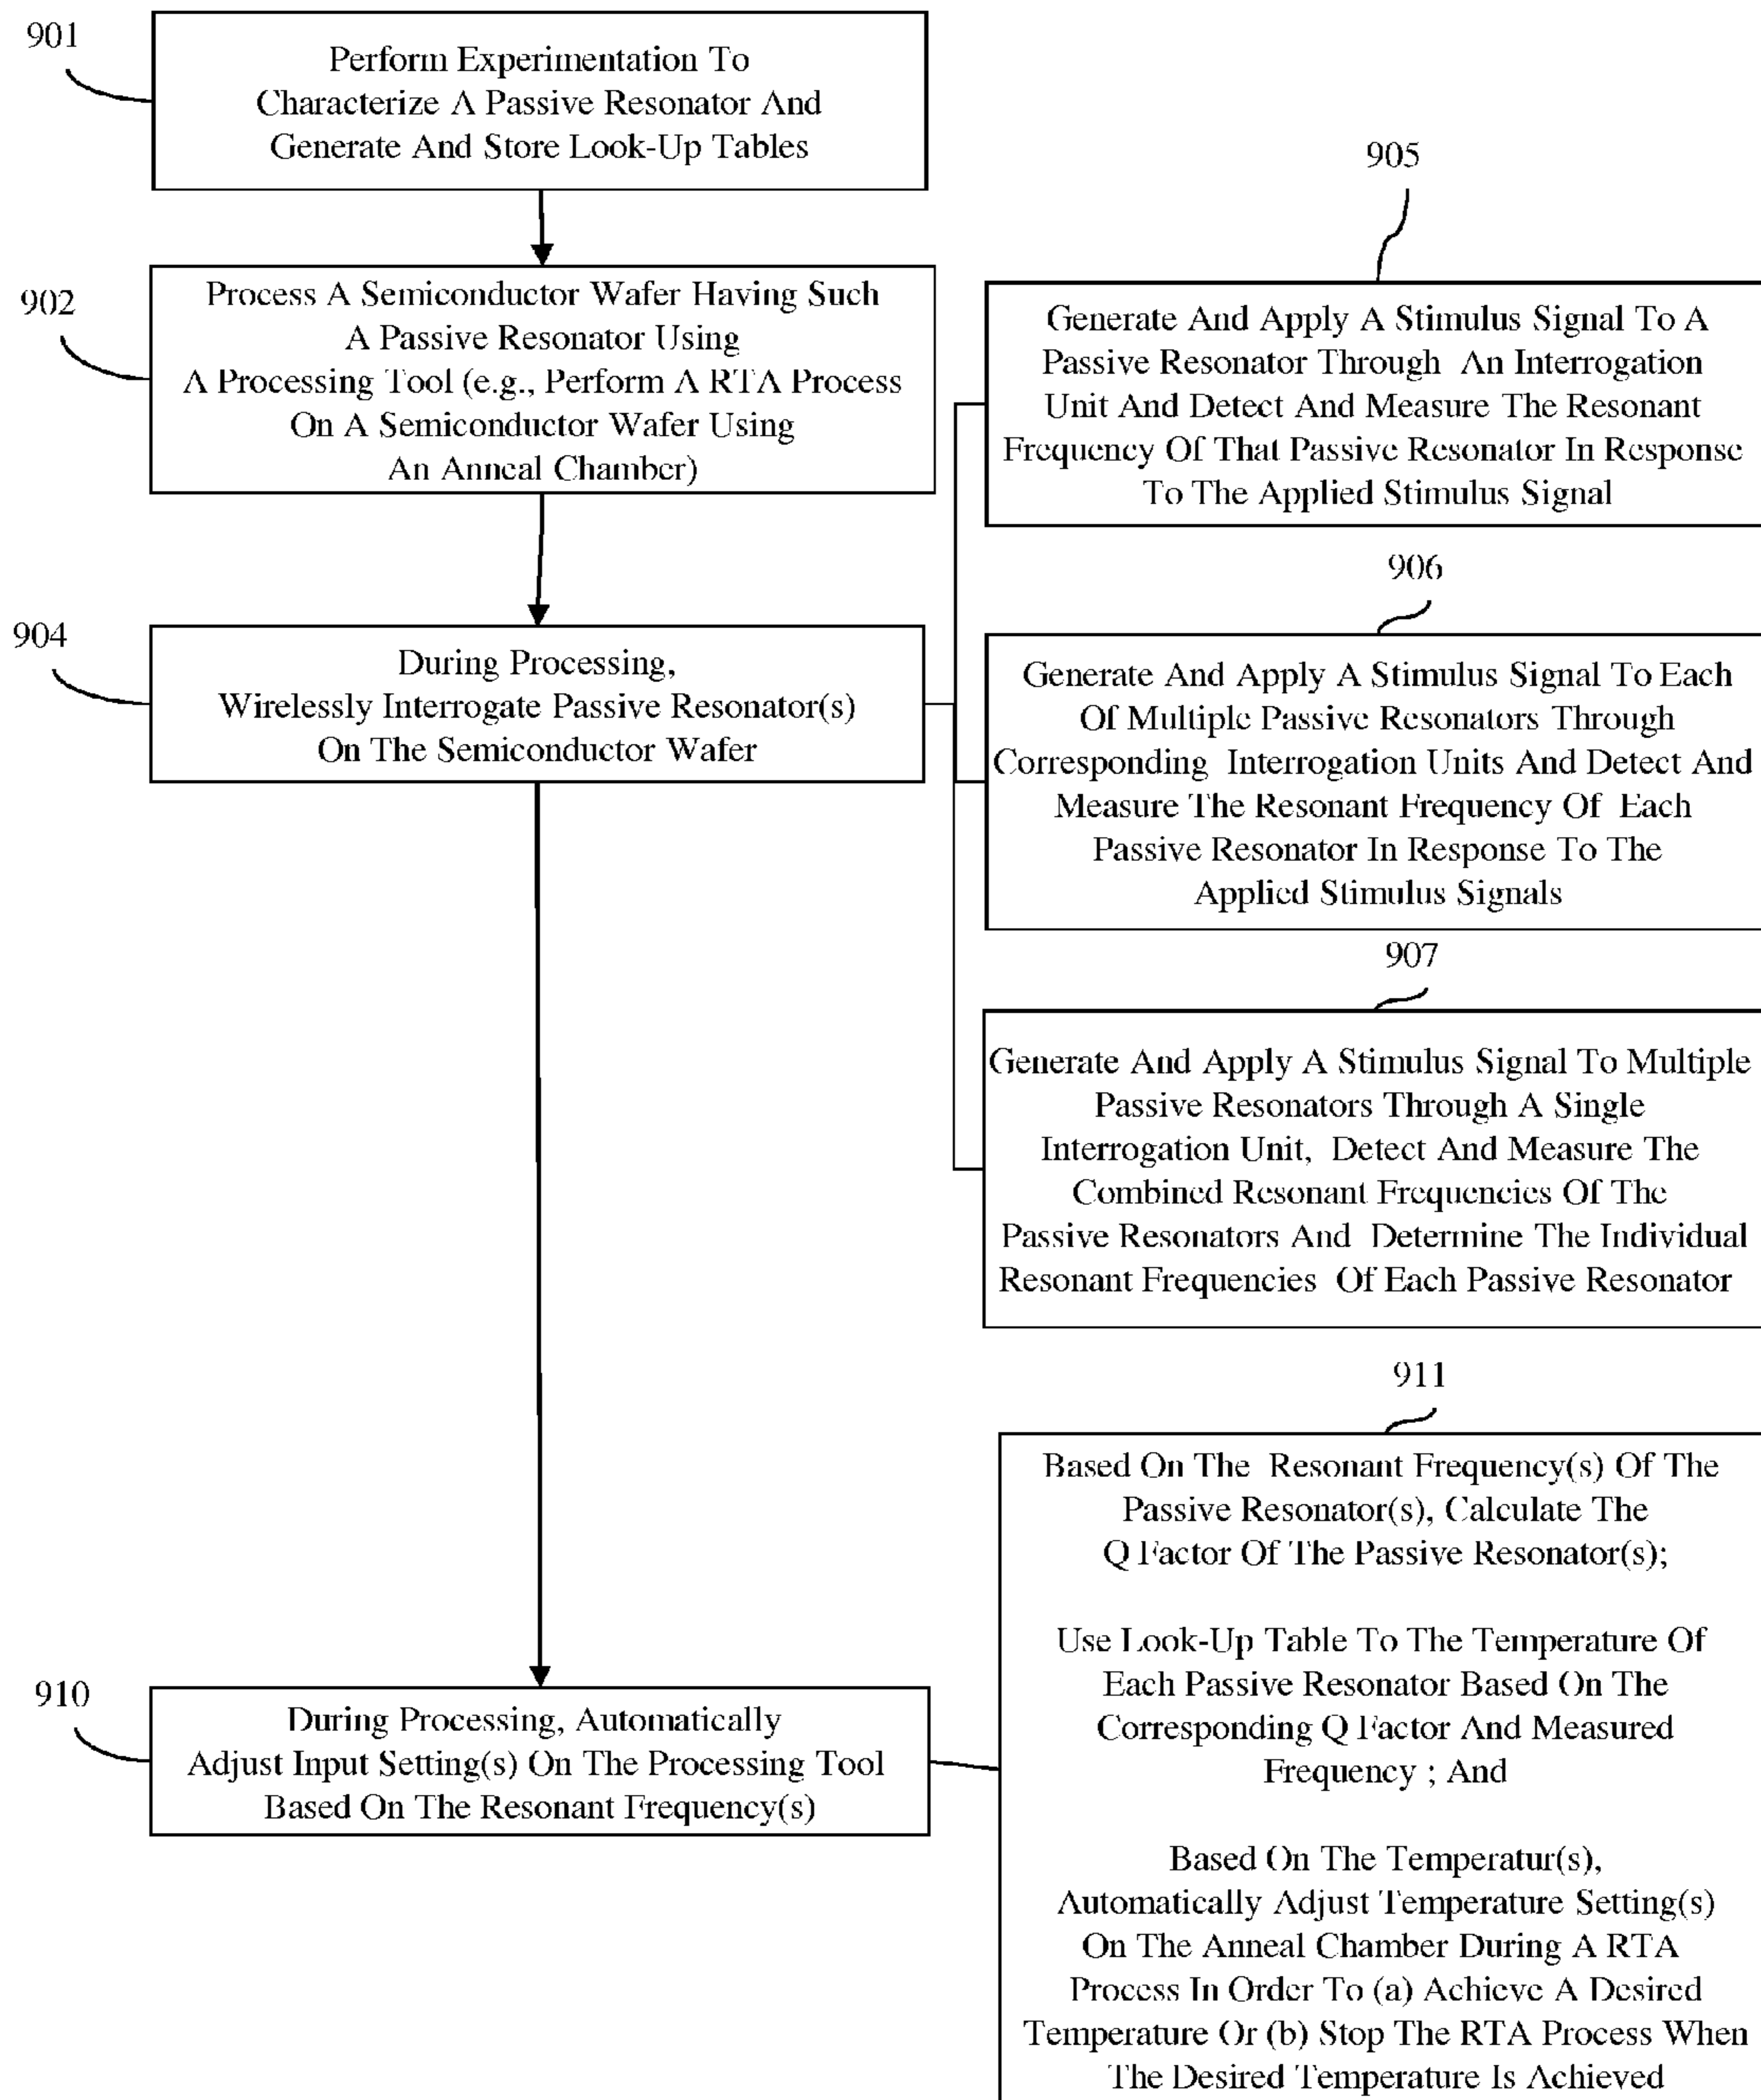 901
Perform Experimentation To
Characterize A Passive Resonator And
Generate And Store Look-Up Tables
902
Process A Semiconductor Wafer Having Such
A Passive Resonator Using
A Processing Tool (e.g., Perform A RTA Process
On A Semiconductor Wafer Using
An Anneal Chamber)
904
During Processing,
Wirelessly Interrogate Passive Resonator(s)
On The Semiconductor Wafer
905
Generate And Apply A Stimulus Signal To A
Passive Resonator Through An Interrogation
Unit And Detect And Measure The Resonant
Frequency Of That Passive Resonator In Response
To The Applied Stimulus Signal
906
Generate And Apply A Stimulus Signal To Each
Of Multiple Passive Resonators Through
Corresponding Interrogation Units And Detect And
Measure The Resonant Frequency Of Each
Passive Resonator In Response To The
Applied Stimulus Signals
907
Generate And Apply A Stimulus Signal To Multiple
Passive Resonators Through A Single
Interrogation Unit, Detect And Measure The
Combined Resonant Frequencies Of The
Passive Resonators And Determine The Individual
Resonant Frequencies Of Each Passive Resonator
910
During Processing, Automatically
Adjust Input Setting(s) On The Processing Tool
Based On The Resonant Frequency(s)
911
Based On The Resonant Frequency(s) Of The
Passive Resonator(s), Calculate The
Q Factor Of The Passive Resonator(s);
Use Look-Up Table To The Temperature Of
Each Passive Resonator Based On The
Corresponding Q Factor And Measured
Frequency ; And
Based On The Temperatur(s),
Automatically Adjust Temperature Setting(s)
On The Anneal Chamber During A RTA
Process In Order To (a) Achieve A Desired
Temperature Or (b) Stop The RTA Process When
The Desired Temperature Is Achieved